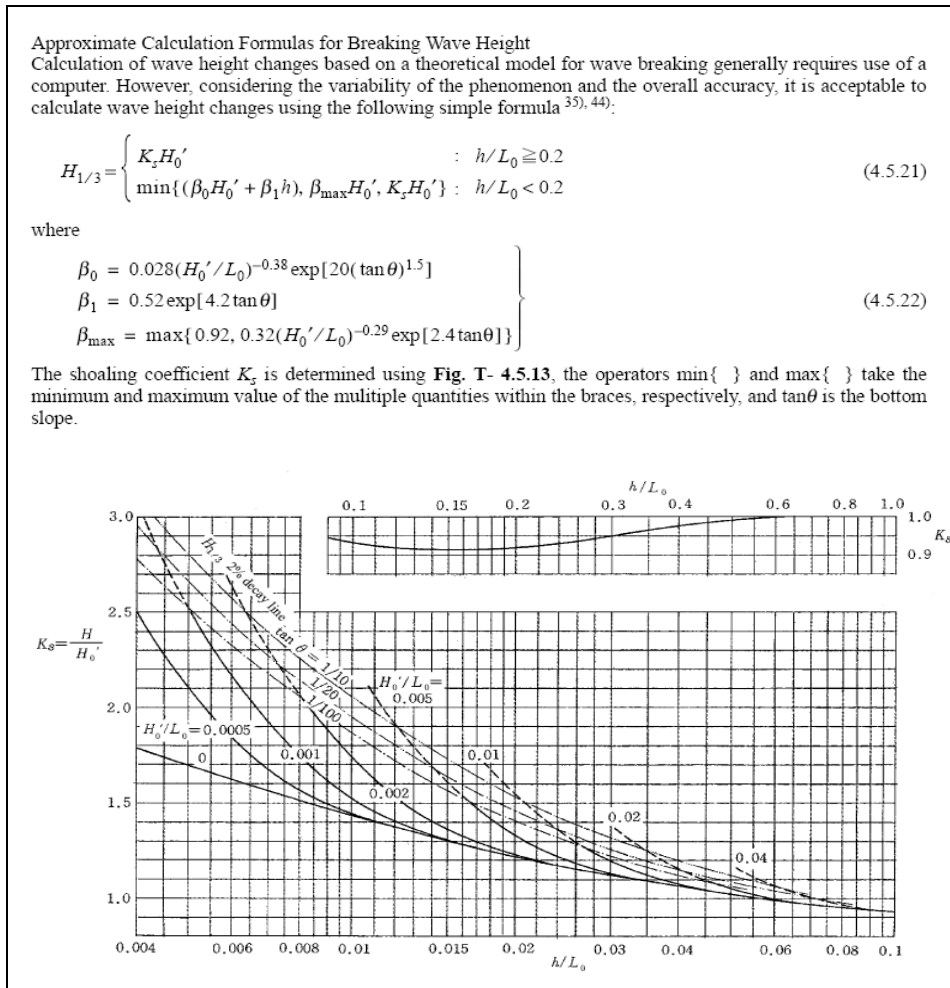 Approximate Calculation Formulas for Breaking Wave Height
Calculation of wave height changes based on a theoretical model for wave breaking generally requires use of a
computer. However, considering the variability of the phenomenon and the overall accuracy, it is acceptable to
calculate wave height changes using the following simple formula 35), 44).
H1/3 = { KsH0′ : h/L0 ≧ 0.2
min{(β0H0′ + β1h), βmaxH0′, KsH0′} : h/L0 < 0.2 (4.5.21)
where
β0 = 0.028(H0′/L0)^−0.38 exp[20(tanθ)^1.5]
β1 = 0.52exp[4.2tanθ] (4.5.22)
βmax = max{0.92, 0.32(H0′/L0)^−0.29 exp[2.4tanθ]}
The shoaling coefficient Ks is determined using Fig. T- 4.5.13, the operators min{ } and max{ } take the
minimum and maximum value of the mulitiple quantities within the braces, respectively, and tanθ is the bottom
slope.
h/L0
0.1 0.15 0.2 0.3 0.4 0.6 0.8 1.0
3.0 1.0
Ks
0.9
H1/3 2% decay line
2.5
Ks = H/H0′
tan θ = 1/10
1/20
1/100
H0′/L0 =
0.005
2.0
H0′/L0 = 0.0005
0
0.001
0.002
0.01
1.5
0.02
0.04
1.0
0.004 0.006 0.008 0.01 0.015 0.02 0.03 0.04 0.06 0.08 0.1
h/L0